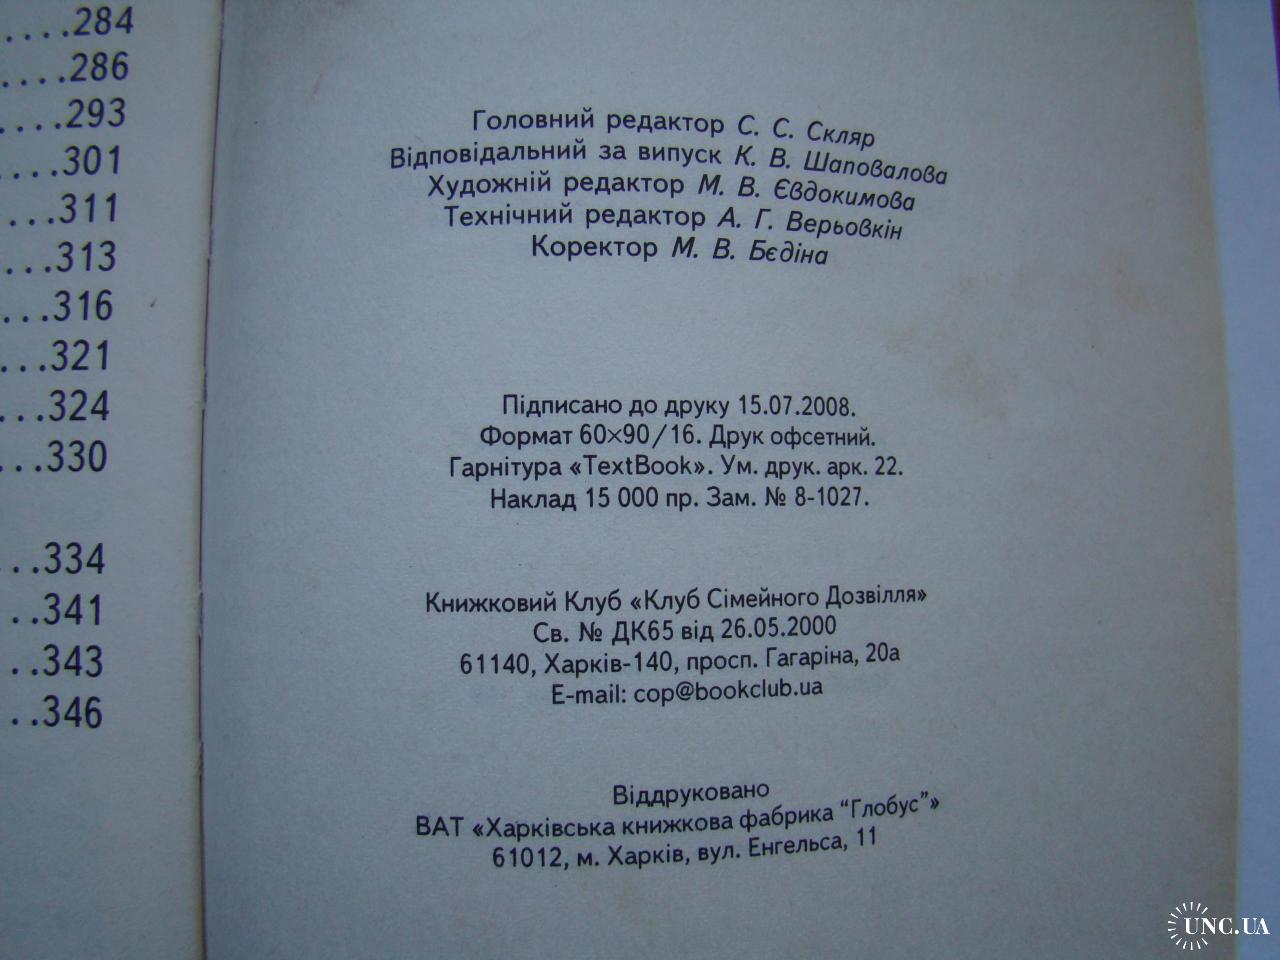 ....284
....286
....293
....301
...311
...313
...316
...321
...324
...330
...334
..341
..343
..346
Головний редактор С. С. Скляр
Відповідальний за випуск К. В. Шаповалова
Художній редактор М. В. Євдокимова
Технічний редактор А. Г. Верьовкін
Коректор М. В. Бєдіна
Підписано до друку 15.07.2008.
Формат 60×90/16. Друк офсетний.
Гарнітура «TextBook». Ум. друк. арк. 22.
Наклад 15 000 пр. Зам. № 8-1027.
Книжковий Клуб «Клуб Сімейного Дозвілля»
Св. № ДК65 від 26.05.2000
61140, Харків-140, просп. Гагаріна, 20а
E-mail: cop@bookclub.ua
Віддруковано
ВАТ «Харківська книжкова фабрика “Глобус”»
61012, м. Харків, вул. Енгельса, 11
UNC.UA